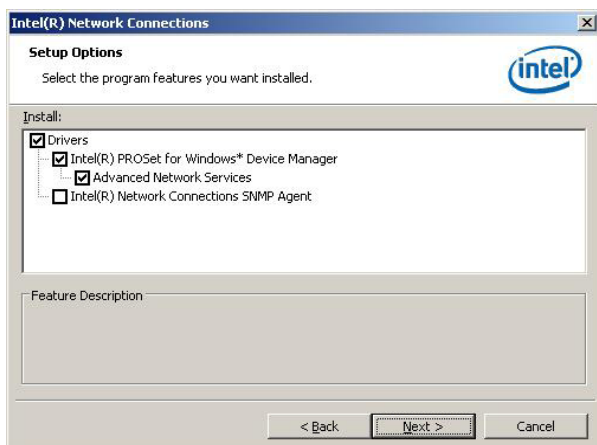 Intel(R) Network Connections
Setup Options
Select the program features you want installed.
intel
Install:
Drivers
Intel(R) PROSet for Windows* Device Manager
Advanced Network Services
Intel(R) Network Connections SNMP Agent
Feature Description
< Back
Next >
Cancel